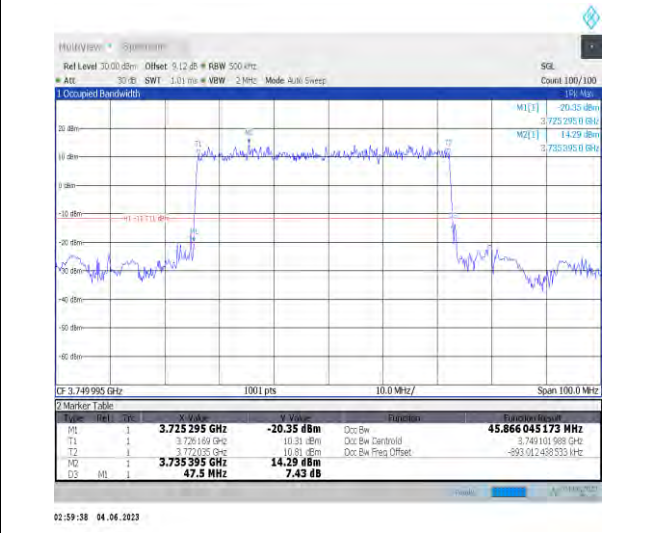 MultiView Spectrum
Ref Level 30.00 dBm Offset 9.12 dB RBW 500 kHz SGL
Att 30 dB SWT 1.01 ms VBW 2 MHz Mode Auto Sweep Count 100/100
1 Occupied Bandwidth 1Pk Max
M1[1] -20.35 dBm
3.725 295 0 GHz
M2[1] 14.29 dBm
3.735 395 0 GHz
20 dBm
10 dBm
0 dBm
-10 dBm
-20 dBm
-30 dBm
-40 dBm
-50 dBm
-60 dBm
M2
T1
T2
CF 3.749 995 GHz 1001 pts 10.0 MHz/ Span 100.0 MHz
2 Marker Table
Type Ref Trc X-Value Y-Value Function Function Result
M1 1 3.725 295 GHz -20.35 dBm Occ Bw 45.866 045 173 MHz
T1 1 3.726 169 GHz 10.31 dBm Occ Bw Centroid 3.749 101 988 GHz
T2 1 3.772 035 GHz 10.81 dBm Occ Bw Freq Offset -893.012 438 533 kHz
M2 1 3.735 395 GHz 14.29 dBm
D3 M1 1 47.5 MHz 7.43 dB
02:59:38 04.06.2023